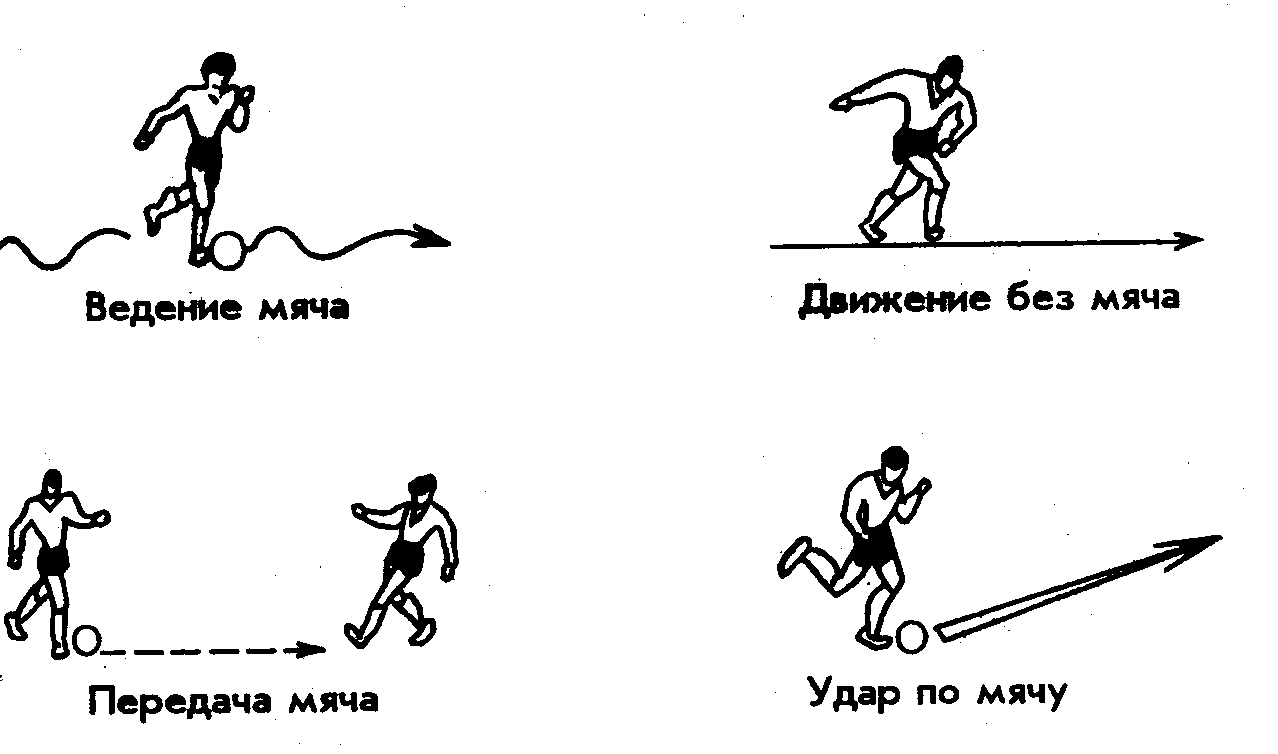 Ведение мяча
Движение без мяча
Передача мяча
Удар по мячу